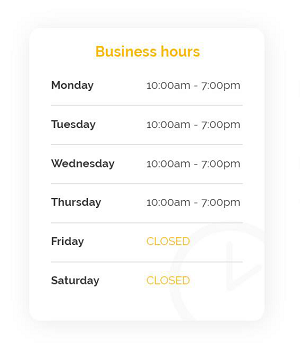 Business hours
Monday 10:00am - 7:00pm
Tuesday 10:00am - 7:00pm
Wednesday 10:00am - 7:00pm
Thursday 10:00am - 7:00pm
Friday CLOSED
Saturday CLOSED